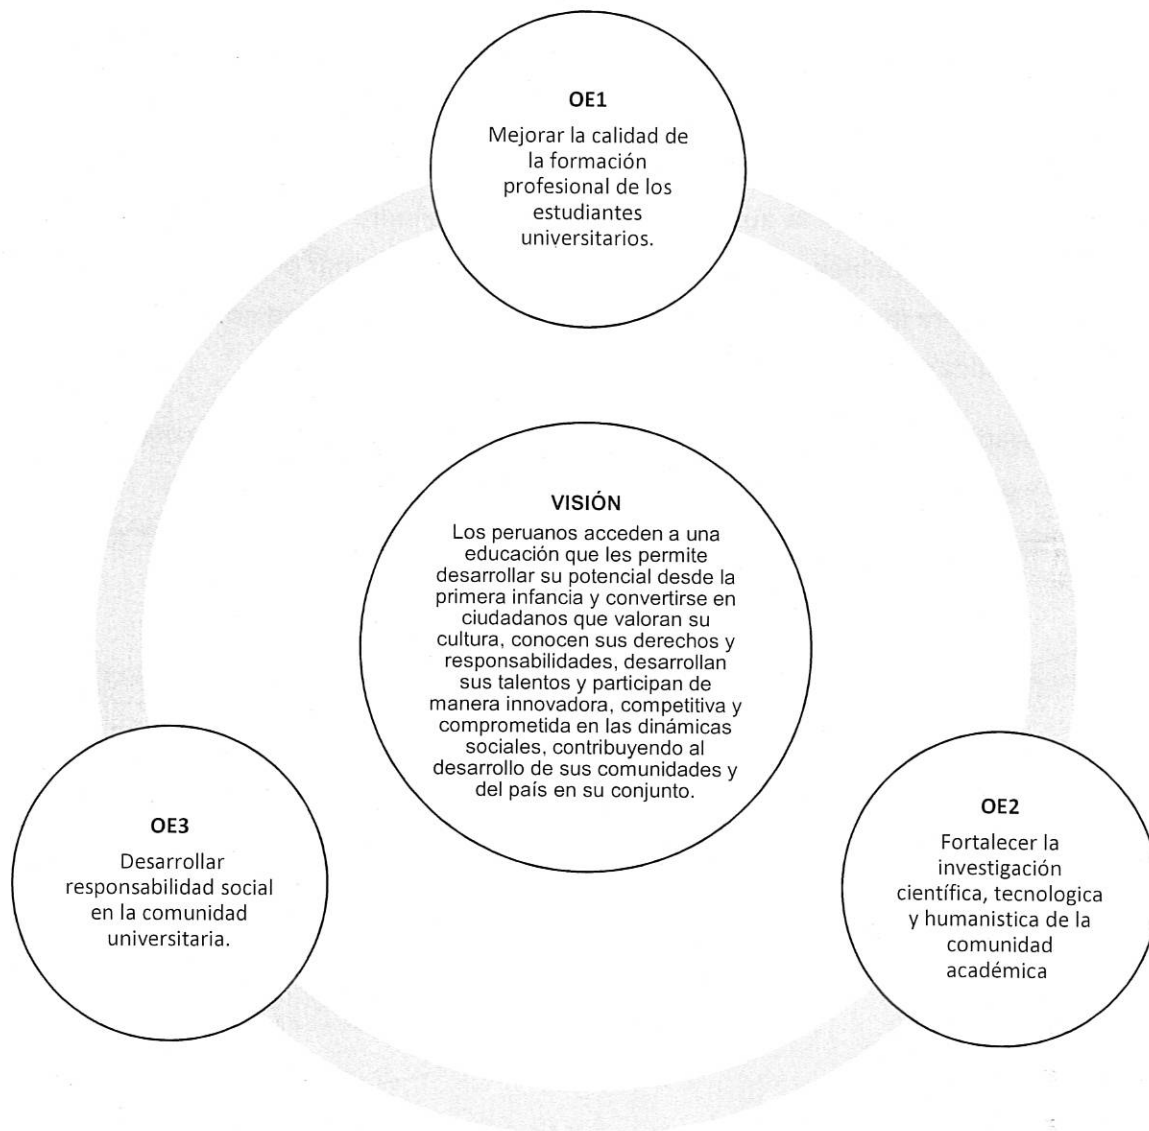 OE1
Mejorar la calidad de
la formación
profesional de los
estudiantes
universitarios.
VISIÓN
Los peruanos acceden a una
educación que les permite
desarrollar su potencial desde la
primera infancia y convertirse en
ciudadanos que valoran su
cultura, conocen sus derechos y
responsabilidades, desarrollan
sus talentos y participan de
manera innovadora, competitiva y
comprometida en las dinámicas
sociales, contribuyendo al
desarrollo de sus comunidades y
del país en su conjunto.
OE3
Desarrollar
responsabilidad social
en la comunidad
universitaria.
OE2
Fortalecer la
investigación
científica, tecnologica
y humanistica de la
comunidad
académica